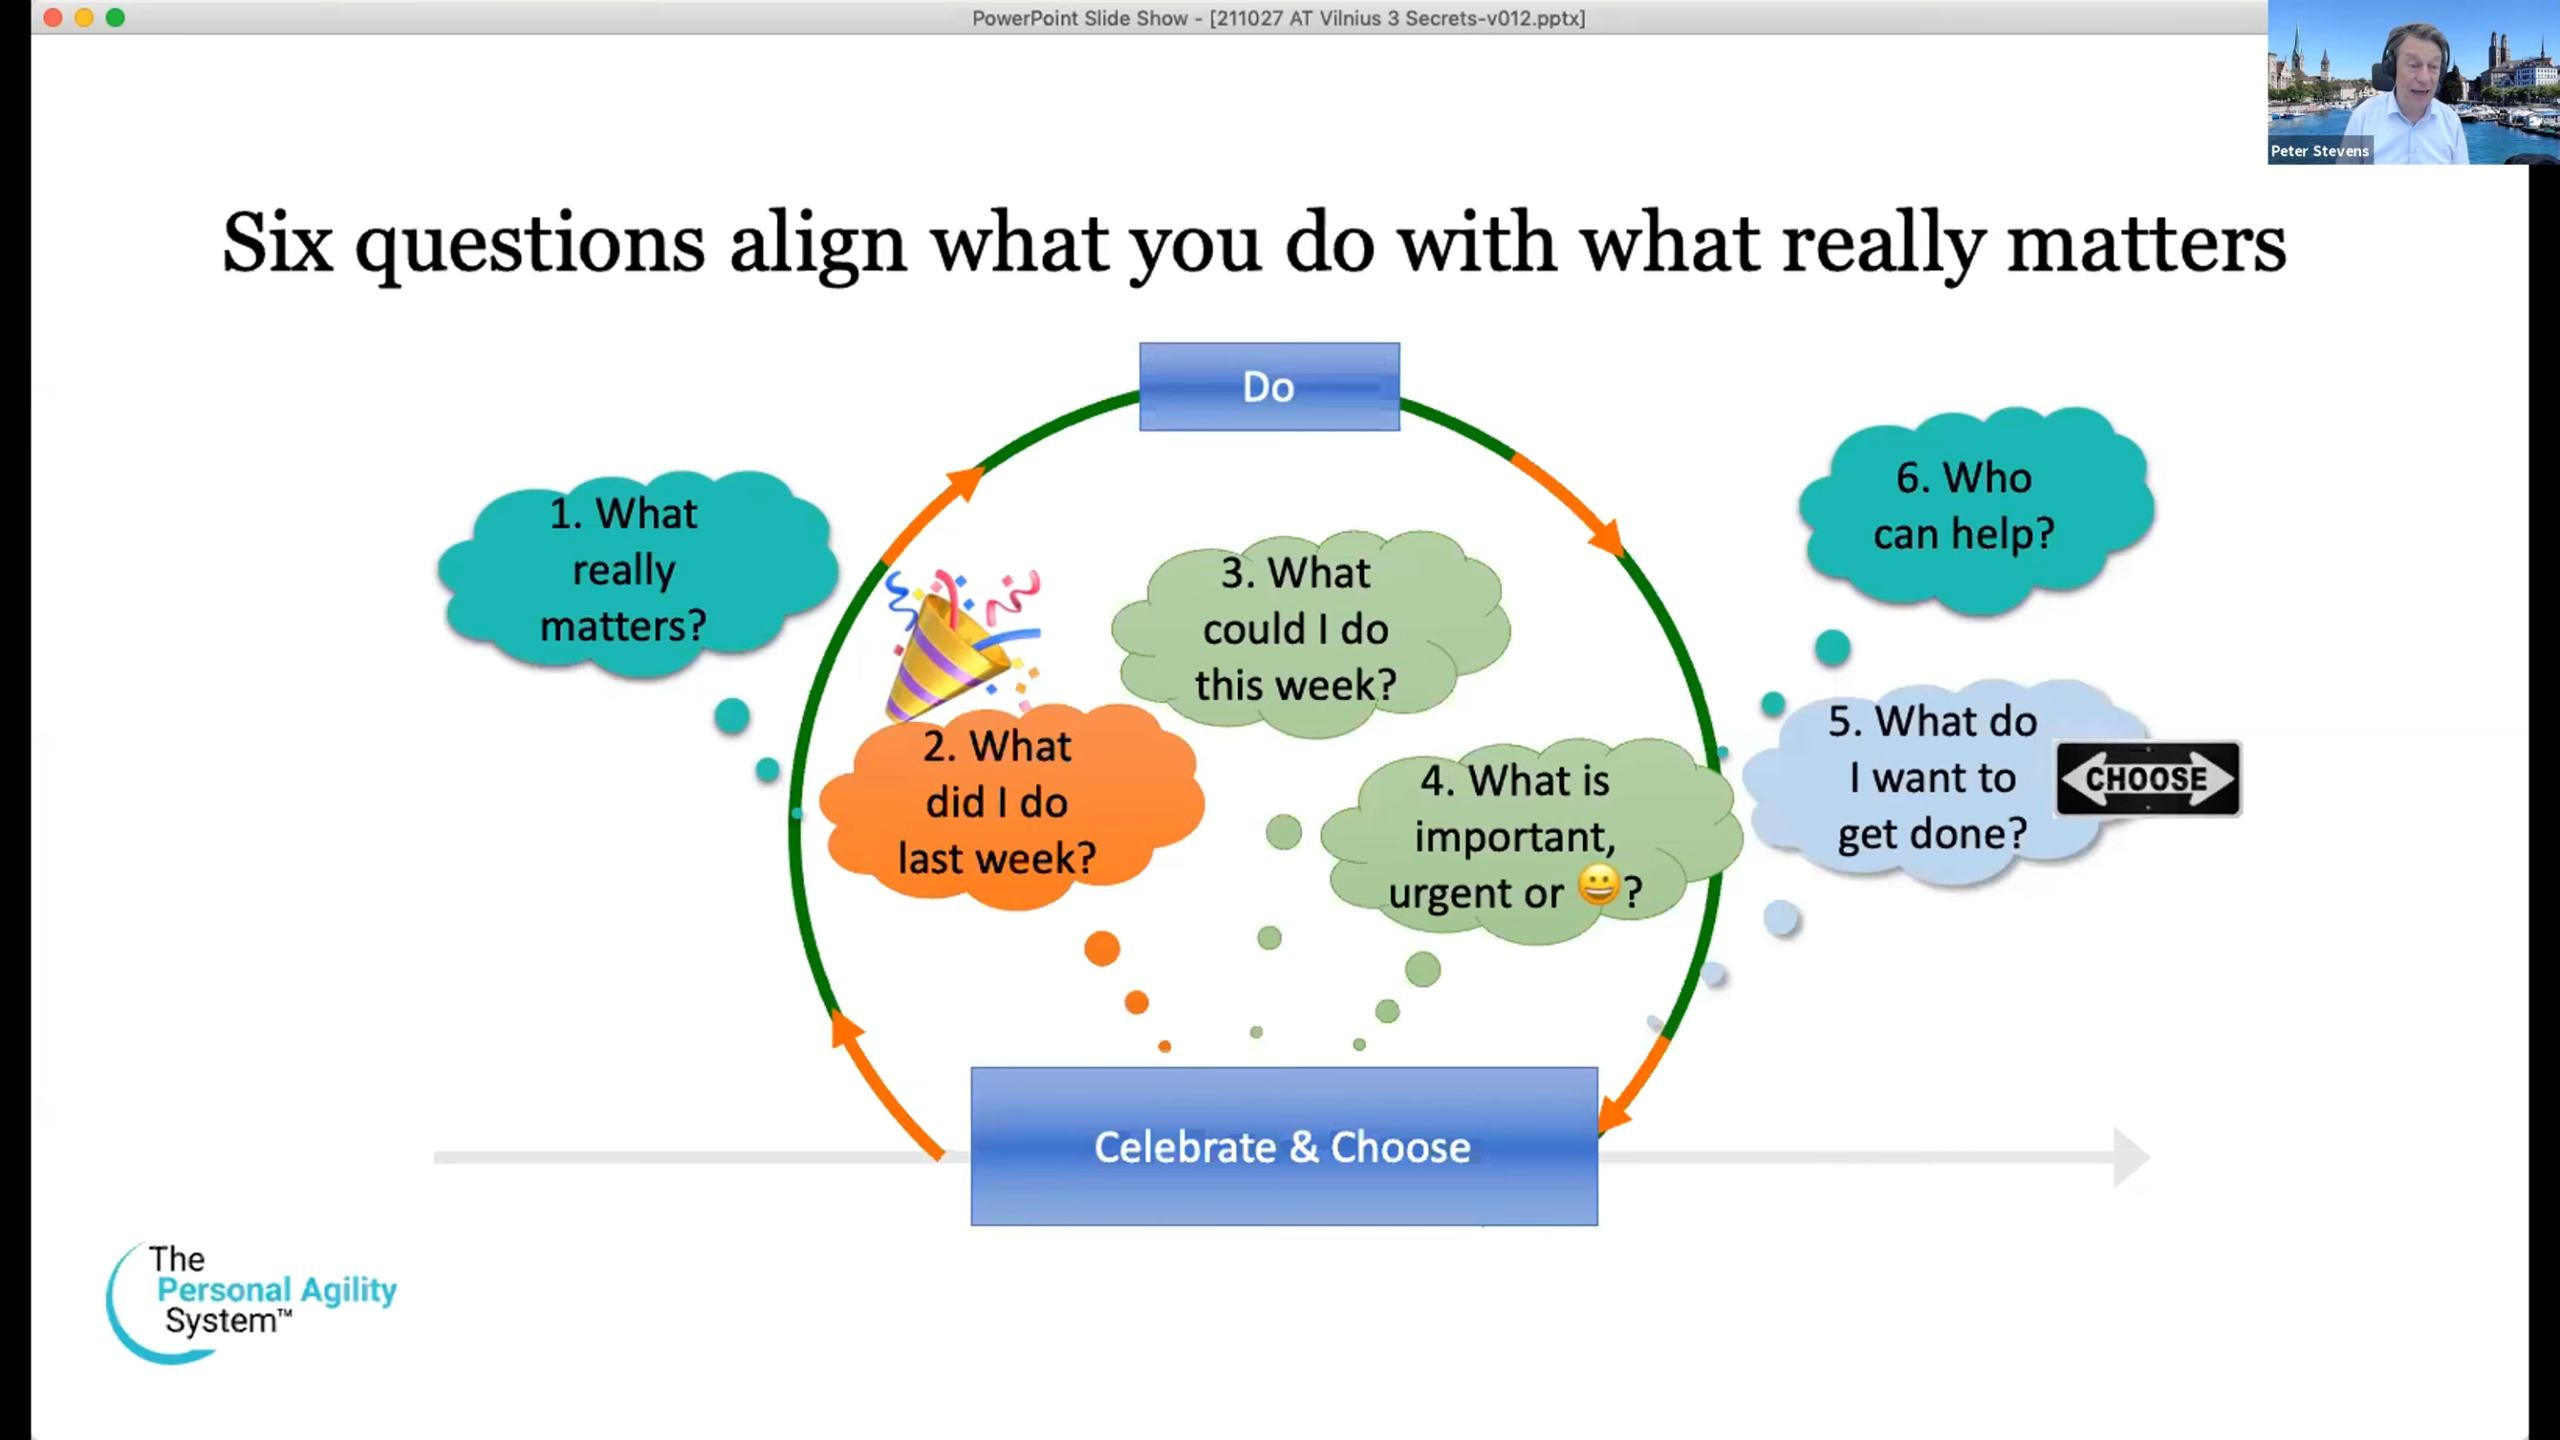 PowerPoint Slide Show - [211027 AT Vilnius 3 Secrets-v012.pptx]
Peter Stevens
Six questions align what you do with what really matters
Do
1. What
really
matters?
2. What
did I do
last week?
3. What
could I do
this week?
4. What is
important,
urgent or 😀?
5. What do
I want to
get done?
CHOOSE
6. Who
can help?
Celebrate & Choose
The
Personal Agility
System™